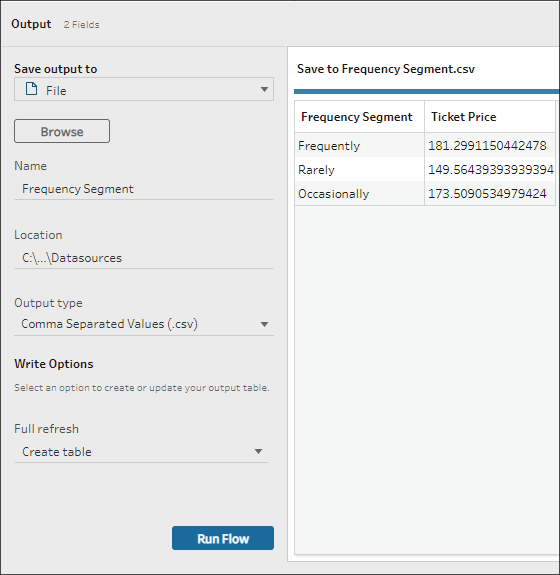 Output 2 Fields
Save output to
File
Browse
Name
Frequency Segment
Location
C:\...\Datasources
Output type
Comma Separated Values (.csv)
Write Options
Select an option to create or update your output table.
Full refresh
Create table
Run Flow
Save to Frequency Segment.csv
Frequency Segment Ticket Price
Frequently 181.2991150442478
Rarely 149.56439393939394
Occasionally 173.5090534979424